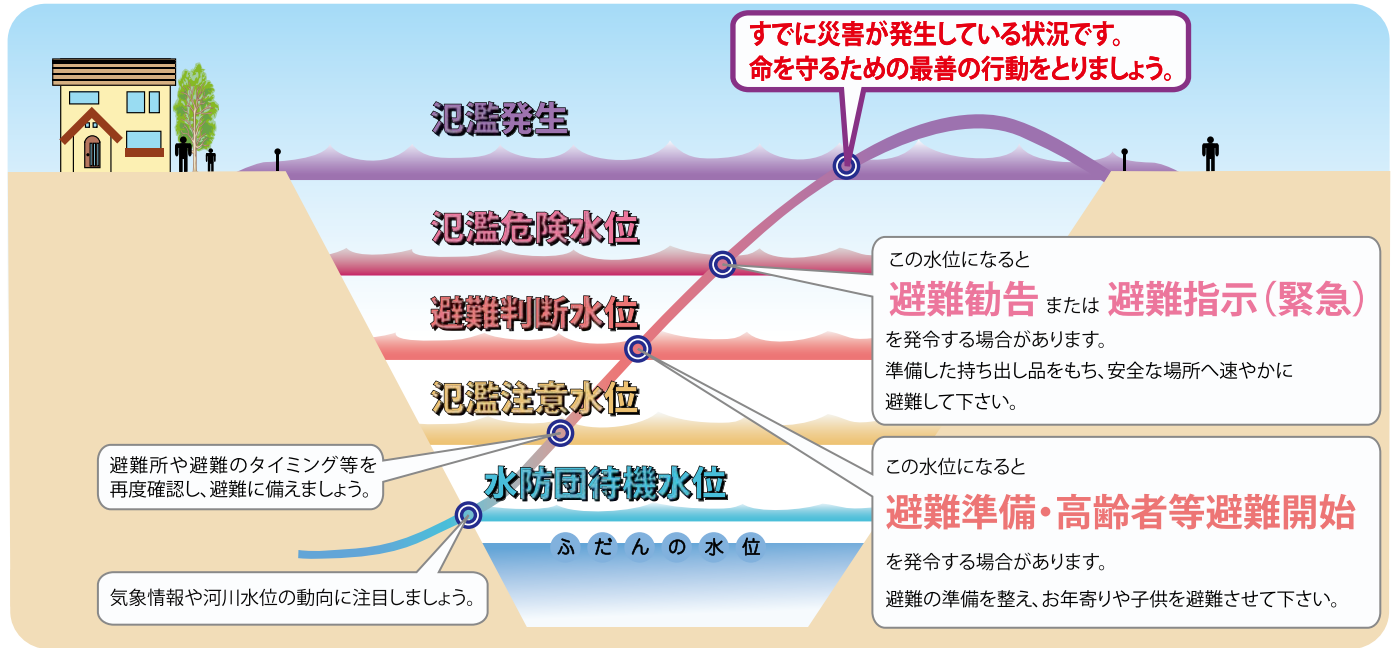 すでに災害が発生している状況です。
命を守るための最善の行動をとりましょう。
氾濫発生
氾濫危険水位
この水位になると
避難勧告 または 避難指示（緊急）
を発令する場合があります。
準備した持ち出し品をもち、安全な場所へ速やかに
避難して下さい。
避難判断水位
氾濫注意水位
この水位になると
避難準備・高齢者等避難開始
を発令する場合があります。
避難の準備を整え、お年寄りや子供を避難させて下さい。
避難所や避難のタイミング等を
再度確認し、避難に備えましょう。
水防団待機水位
ふだんの水位
気象情報や河川水位の動向に注目しましょう。